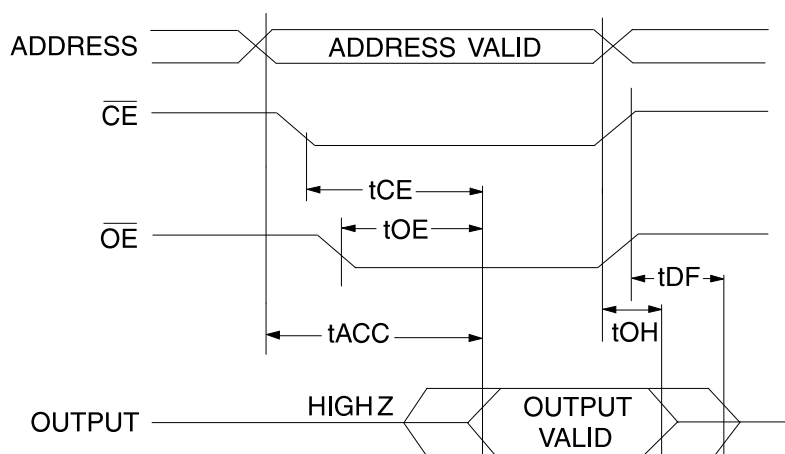 ADDRESS
ADDRESS VALID
CE
tCE
tOE
OE
tDF
tACC
tOH
HIGH Z
OUTPUT
OUTPUT
VALID